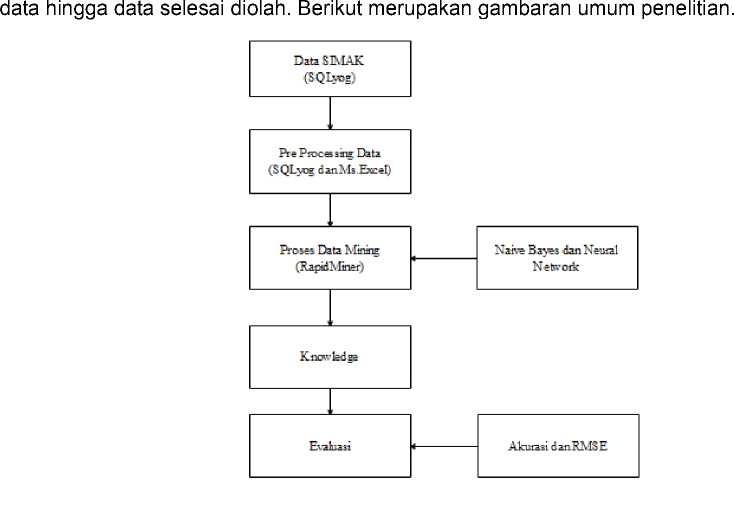 data hingga data selesai diolah. Berikut merupakan gambaran umum penelitian.
Data SIMAK
(SQLyog)
Pre Processing Data
(SQLyog dan Ms.Excel)
Proses Data Mining
(RapidMiner)
Naive Bayes dan Neural
Network
Knowledge
Evaluasi
Akurasi dan RMSE